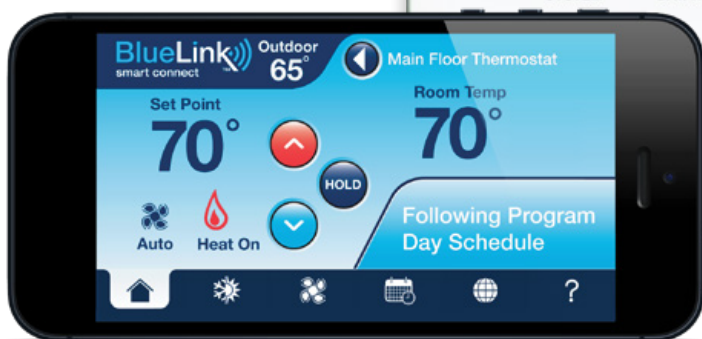 BlueLink
smart connect
Outdoor
65°
Main Floor Thermostat
Set Point
70°
Room Temp
70°
HOLD
Auto
Heat On
Following Program
Day Schedule
?